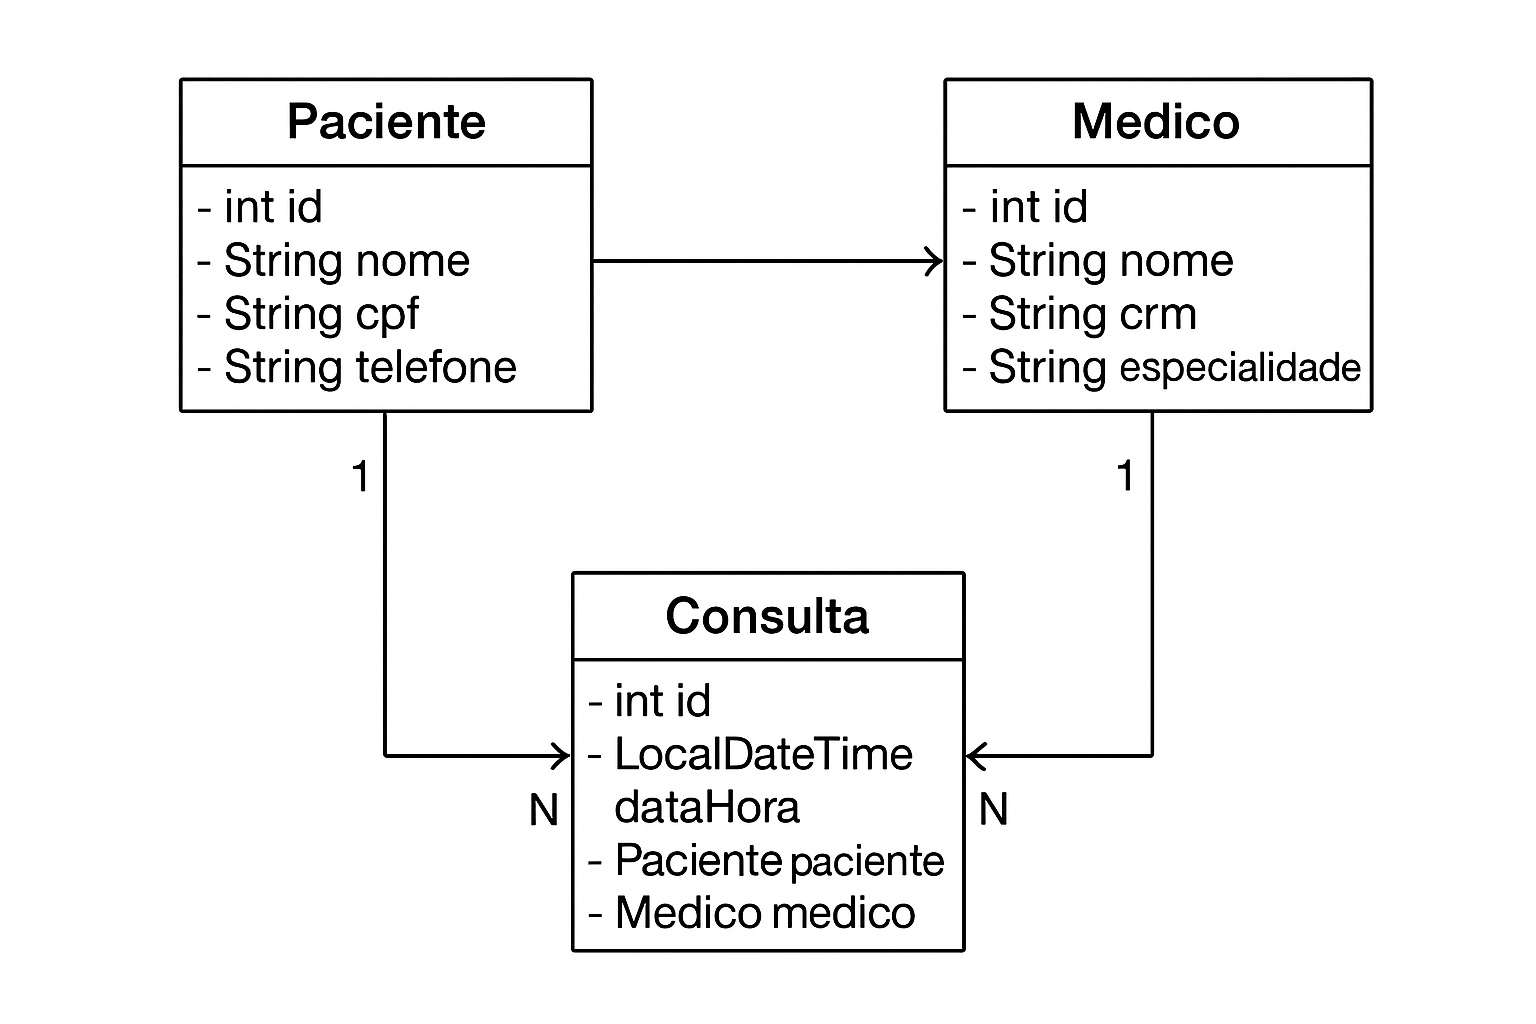 Paciente
- int id
- String nome
- String cpf
- String telefone
Medico
- int id
- String nome
- String crm
- String especialidade
1
1
Consulta
- int id
- LocalDateTime
dataHora
- Paciente paciente
- Medico medico
N
N